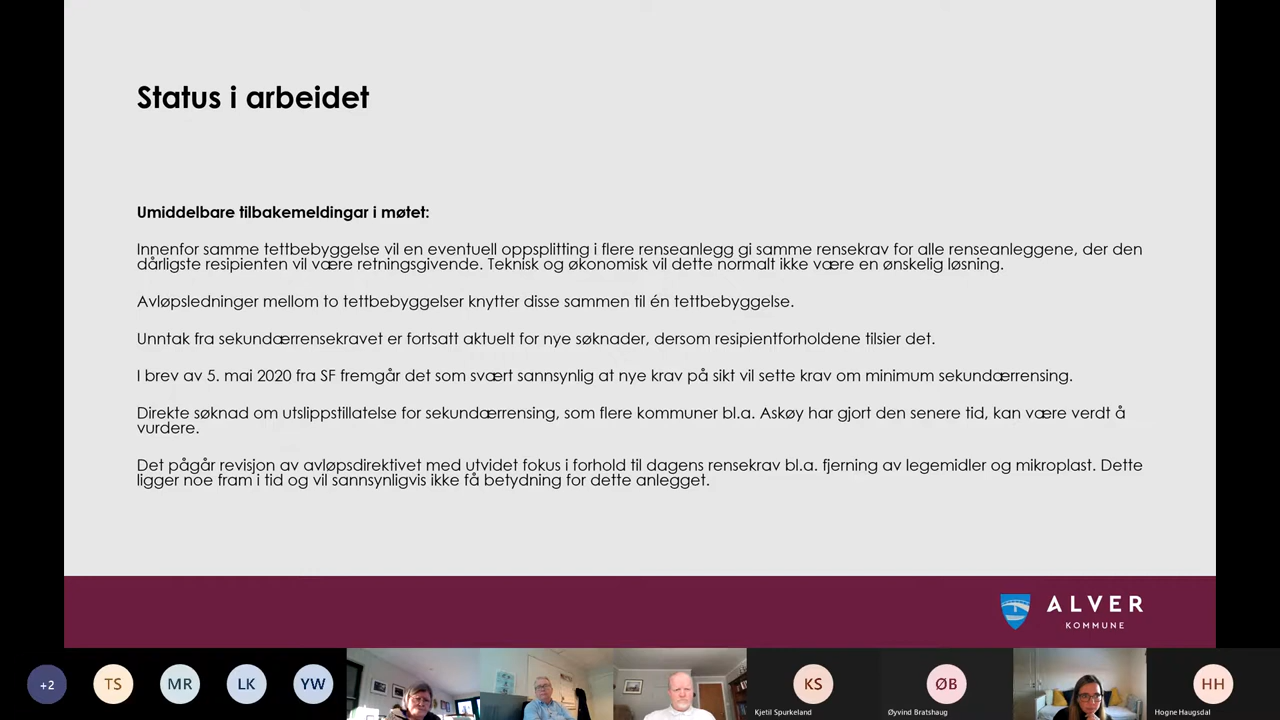 Status i arbeidet
Umiddelbare tilbakemeldingar i møtet:
Innenfor samme tettbebyggelse vil en eventuell oppsplitting i flere renseanlegg gi samme rensekrav for alle renseanleggene, der den
dårligste resipienten vil være retningsgivende. Teknisk og økonomisk vil dette normalt ikke være en ønskelig løsning.
Avløpsledninger mellom to tettbebyggelser knytter disse sammen til én tettbebyggelse.
Unntak fra sekundærrensekravet er fortsatt aktuelt for nye søknader, dersom resipientforholdene tilsier det.
I brev av 5. mai 2020 fra SF fremgår det som svært sannsynlig at nye krav på sikt vil sette krav om minimum sekundærrensing.
Direkte søknad om utslippstillatelse for sekundærrensing, som flere kommuner bl.a. Askøy har gjort den senere tid, kan være verdt å
vurdere.
Det pågår revisjon av avløpsdirektivet med utvidet fokus i forhold til dagens rensekrav bl.a. fjerning av legemidler og mikroplast. Dette
ligger noe fram i tid og vil sannsynligvis ikke få betydning for dette anlegget.
ALVER
KOMMUNE
+2 TS MR LK YW KS ØB HH
Kjetil Spurkeland Øyvind Bratshaug Hogne Haugsdal